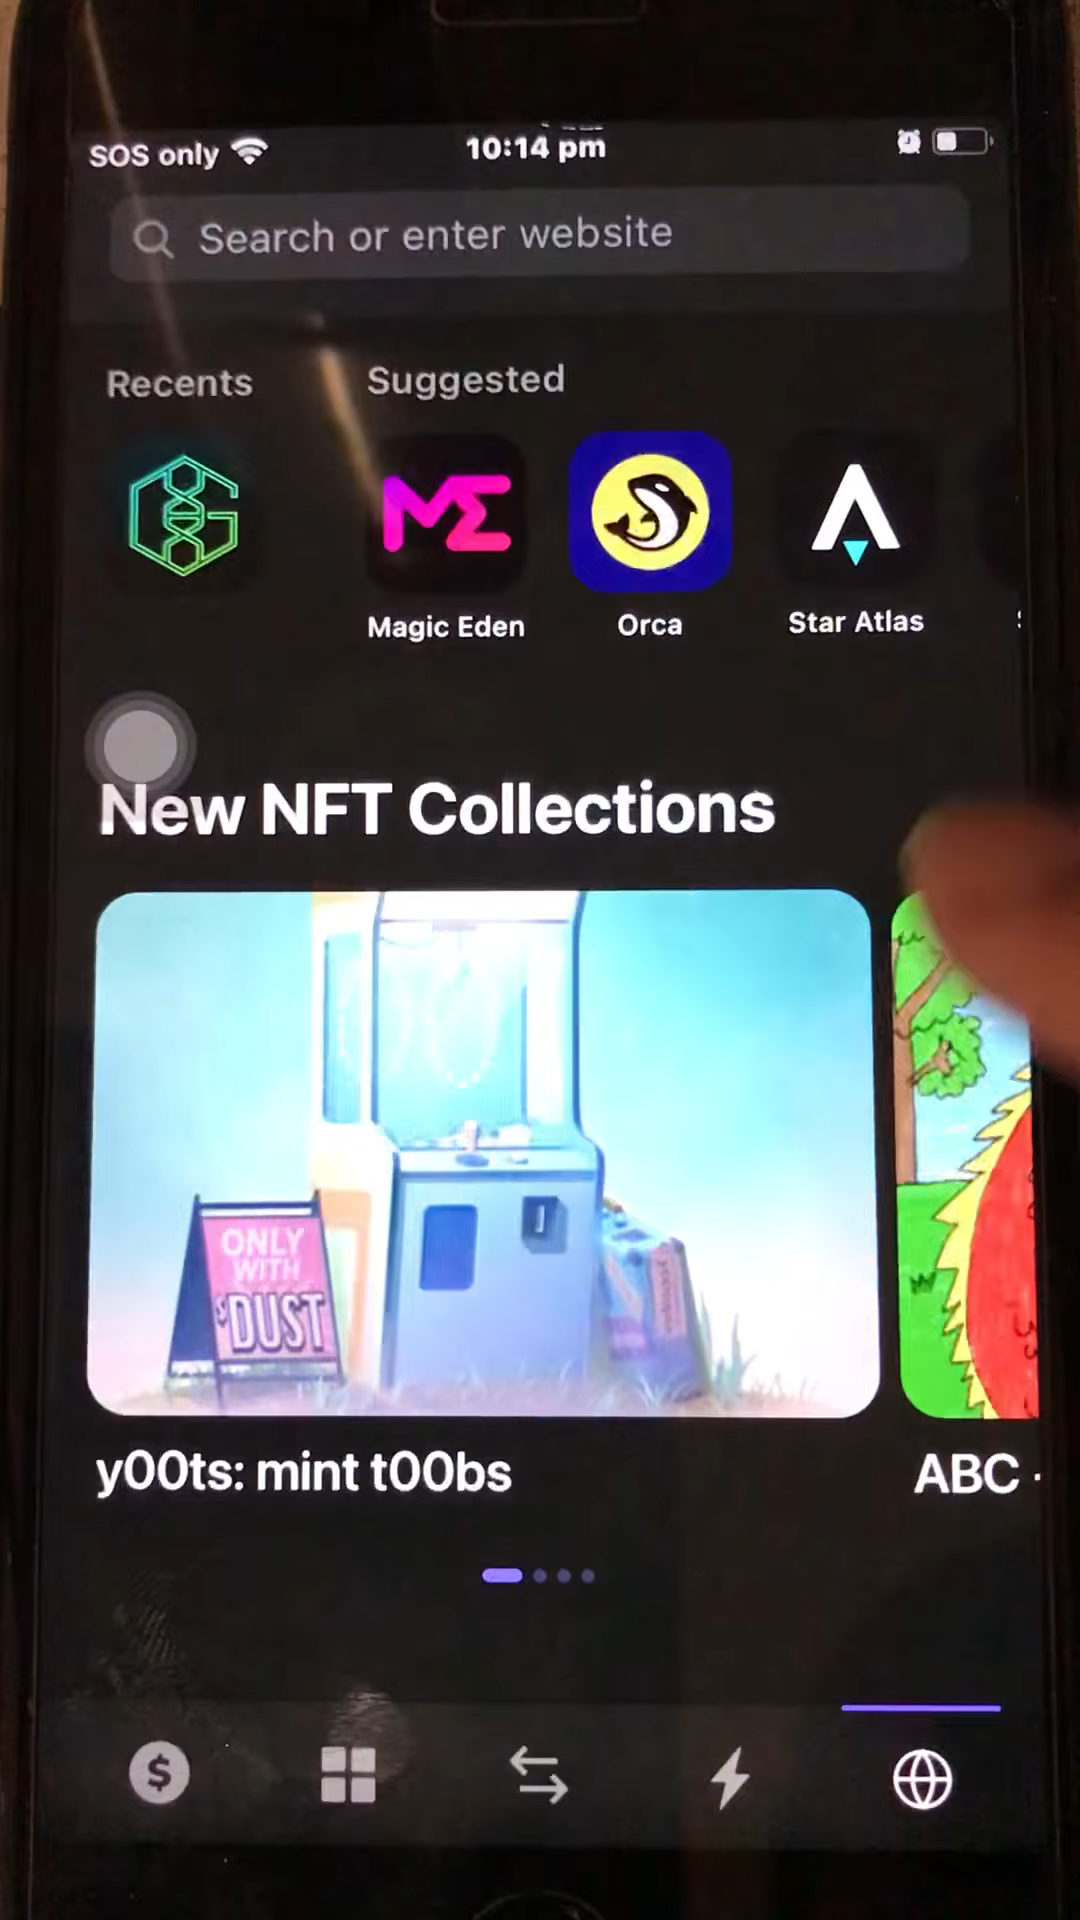 SOS only
10:14 pm
Search or enter website
Recents
Suggested
Magic Eden
Orca
Star Atlas
New NFT Collections
ONLY
WITH
$DUST
y00ts: mint t00bs
ABC